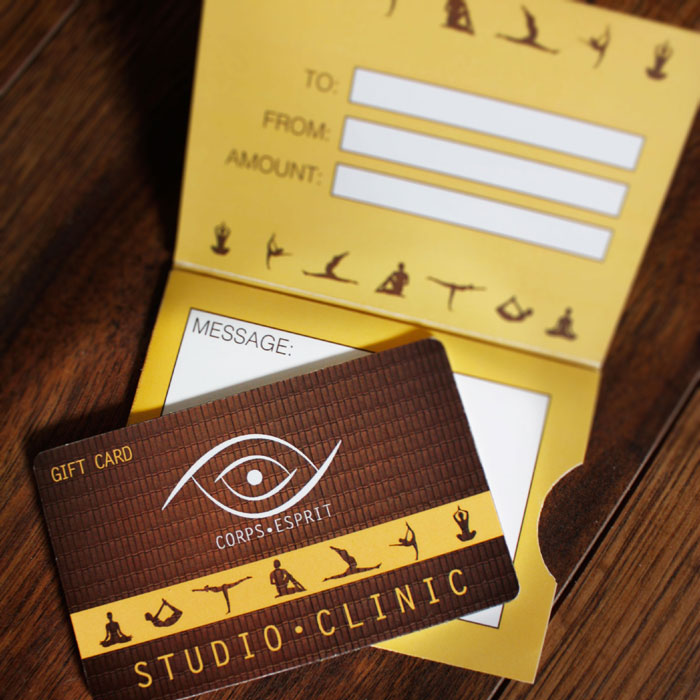 TO:
FROM:
AMOUNT:
MESSAGE:
GIFT CARD
CORPS•ESPRIT
STUDIO•CLINIC